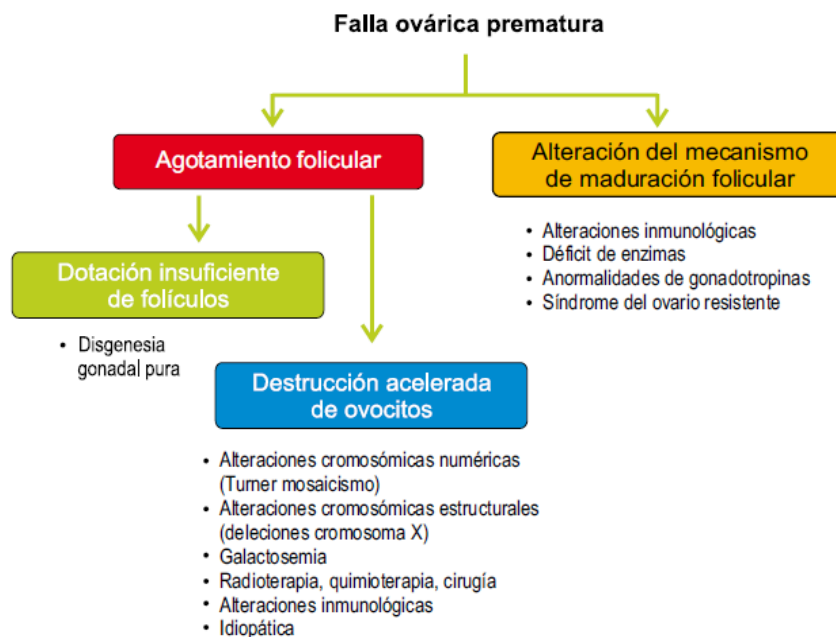 Falla ovárica prematura
Agotamiento folicular
Alteración del mecanismo
de maduración folicular
• Alteraciones inmunológicas
• Déficit de enzimas
• Anormalidades de gonadotropinas
• Síndrome del ovario resistente
Dotación insuficiente
de folículos
• Disgenesia
gonadal pura
Destrucción acelerada
de ovocitos
• Alteraciones cromosómicas numéricas
(Turner mosaicismo)
• Alteraciones cromosómicas estructurales
(deleciones cromosoma X)
• Galactosemia
• Radioterapia, quimioterapia, cirugía
• Alteraciones inmunológicas
• Idiopática